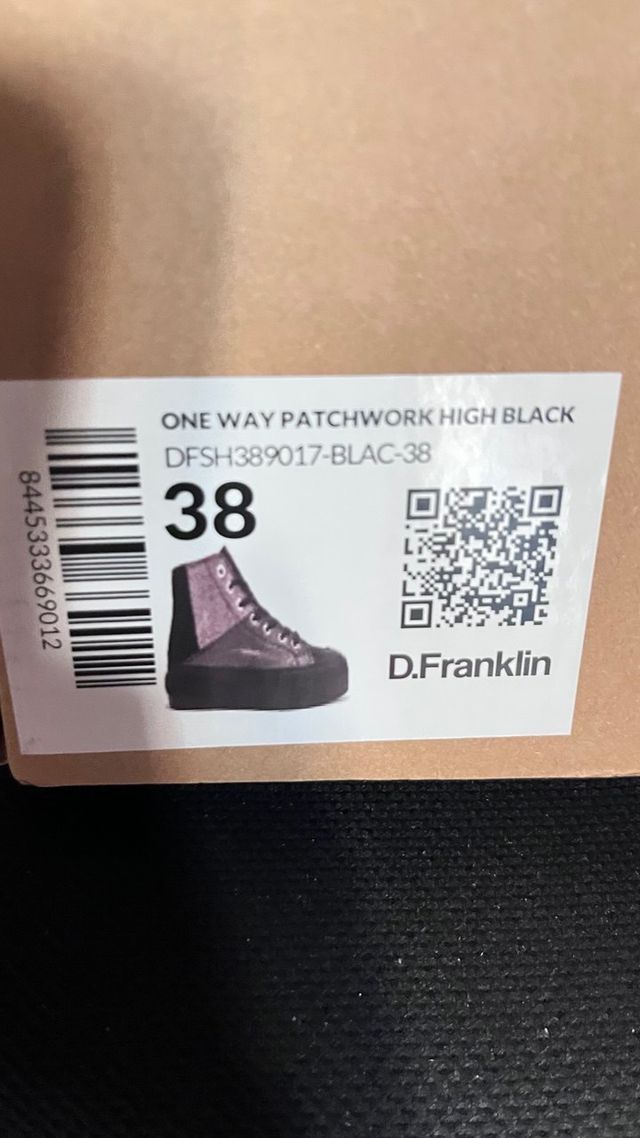 ONE WAY PATCHWORK HIGH BLACK
DFSH389017-BLAC-38
38
8445333669012
D.Franklin